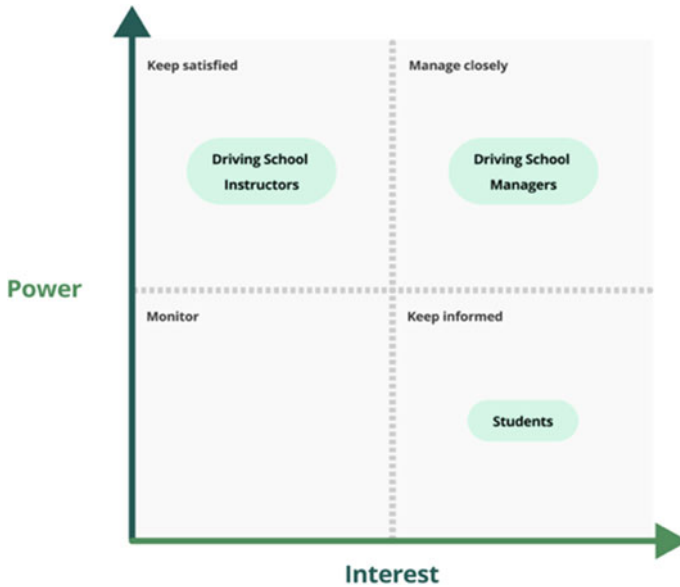 Keep satisfied
Manage closely
Driving School
Instructors
Driving School
Managers
Power
Monitor
Keep informed
Students
Interest